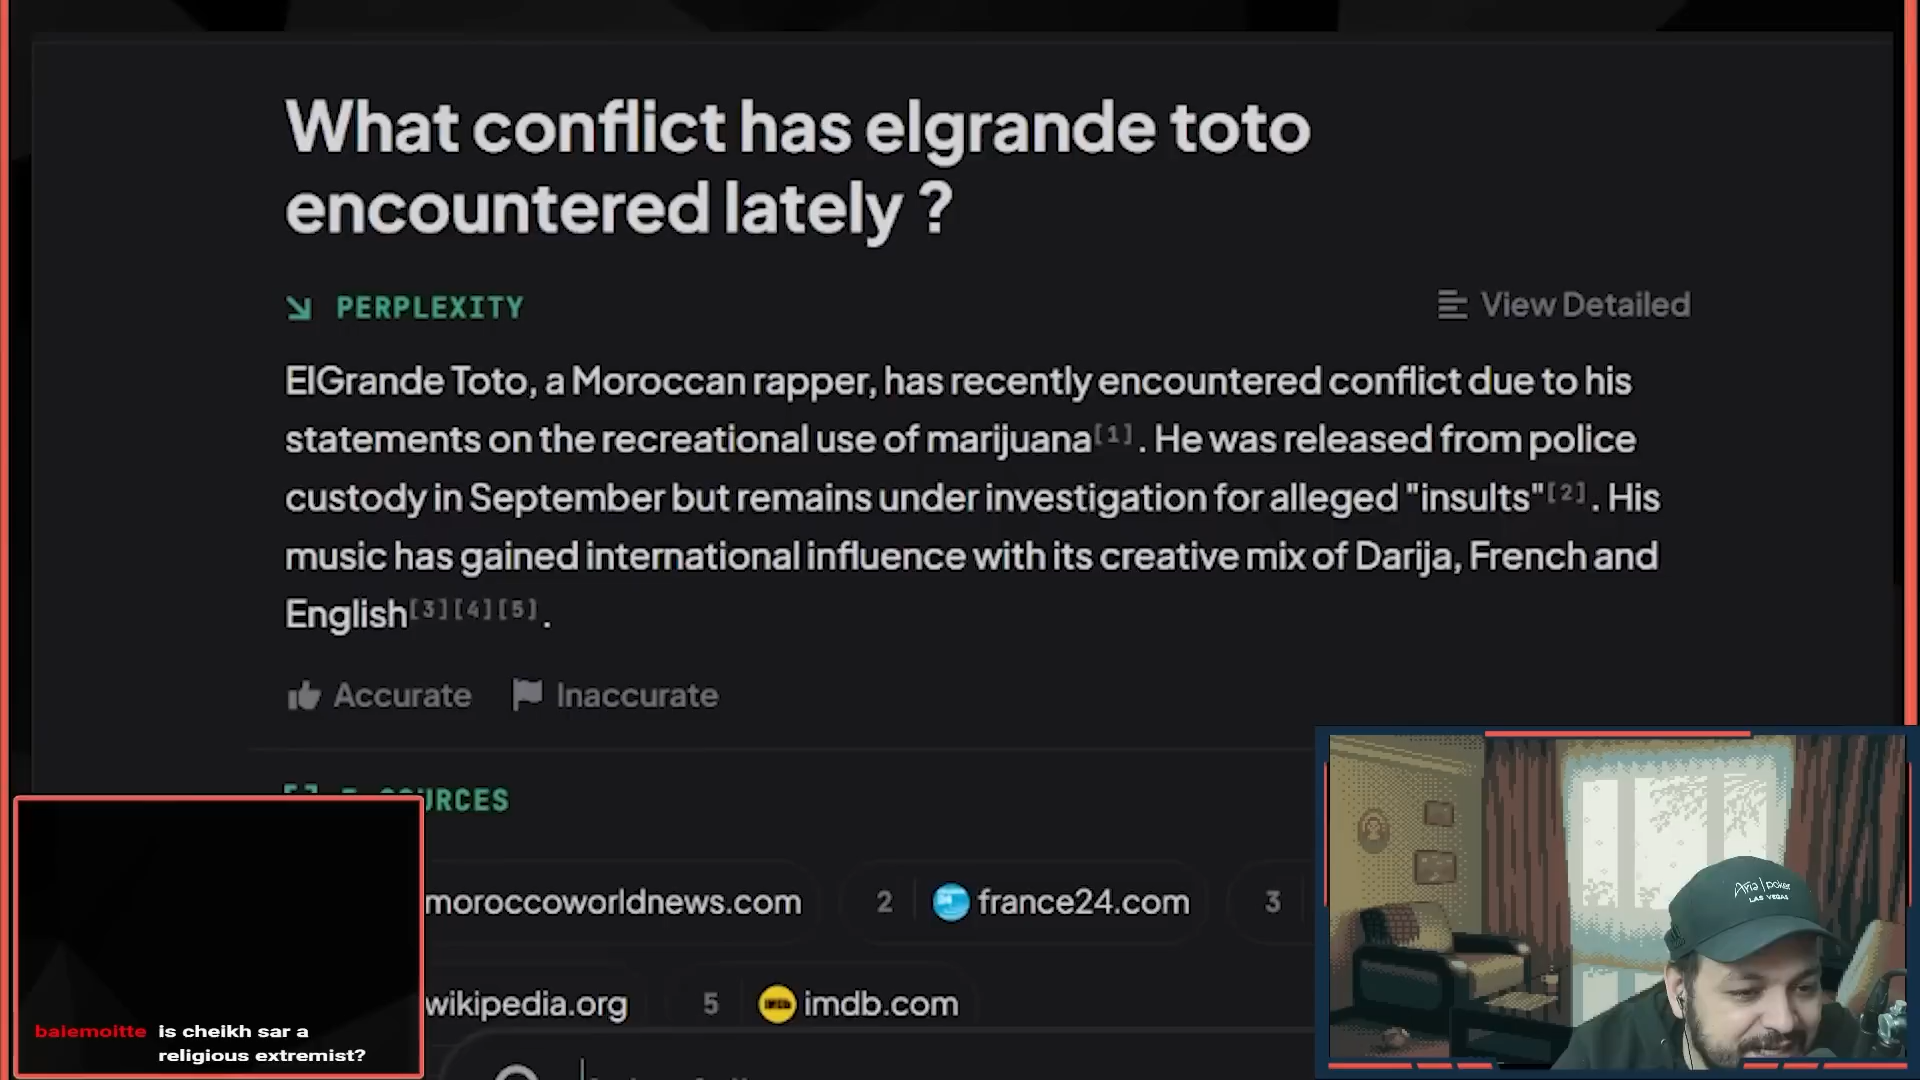 What conflict has elgrande toto
encountered lately ?
PERPLEXITY
View Detailed
ElGrande Toto, a Moroccan rapper, has recently encountered conflict due to his
statements on the recreational use of marijuana[1]. He was released from police
custody in September but remains under investigation for alleged "insults"[2]. His
music has gained international influence with its creative mix of Darija, French and
English[3][4][5].
Accurate
Inaccurate
moroccoworldnews.com
2 france24.com
3
wikipedia.org
5 imdb.com
balemoitte is cheikh sar a
religious extremist?
Aria | poker
LAS VEGAS